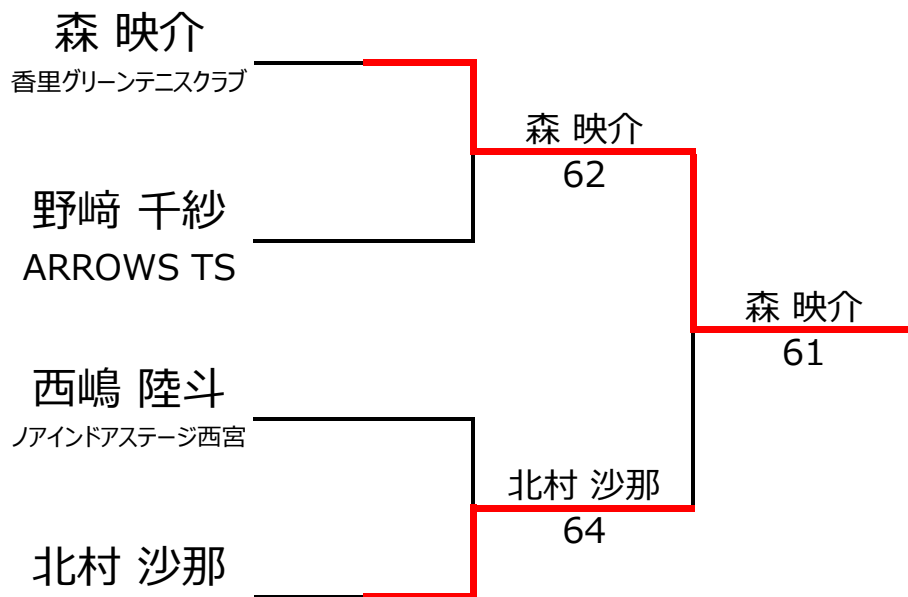 森 映介
香里グリーンテニスクラブ
野﨑 千紗
ARROWS TS
西嶋 陸斗
ノアインドアステージ西宮
北村 沙那
森 映介
62
北村 沙那
64
森 映介
61